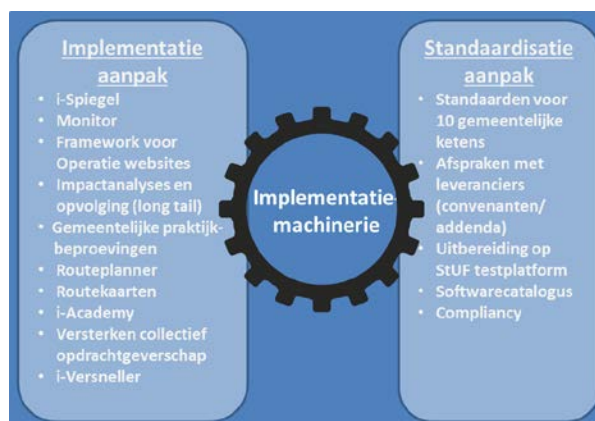 Implementatie
aanpak
• i-Spiegel
• Monitor
• Framework voor
Operatie websites
• Impactanalyses en
opvolging (long tail)
• Gemeentelijke praktijk-
beproevingen
• Routeplanner
• Routekaarten
• i-Academy
• Versterken collectief
opdrachtgeverschap
• i-Versneller
Implementatie-
machinerie
Standaardisatie
aanpak
• Standaarden voor
10 gemeentelijke
ketens
• Afspraken met
leveranciers
(convenanten/
addenda)
• Uitbereiding op
StUF testplatform
• Softwarecatalogus
• Compliancy